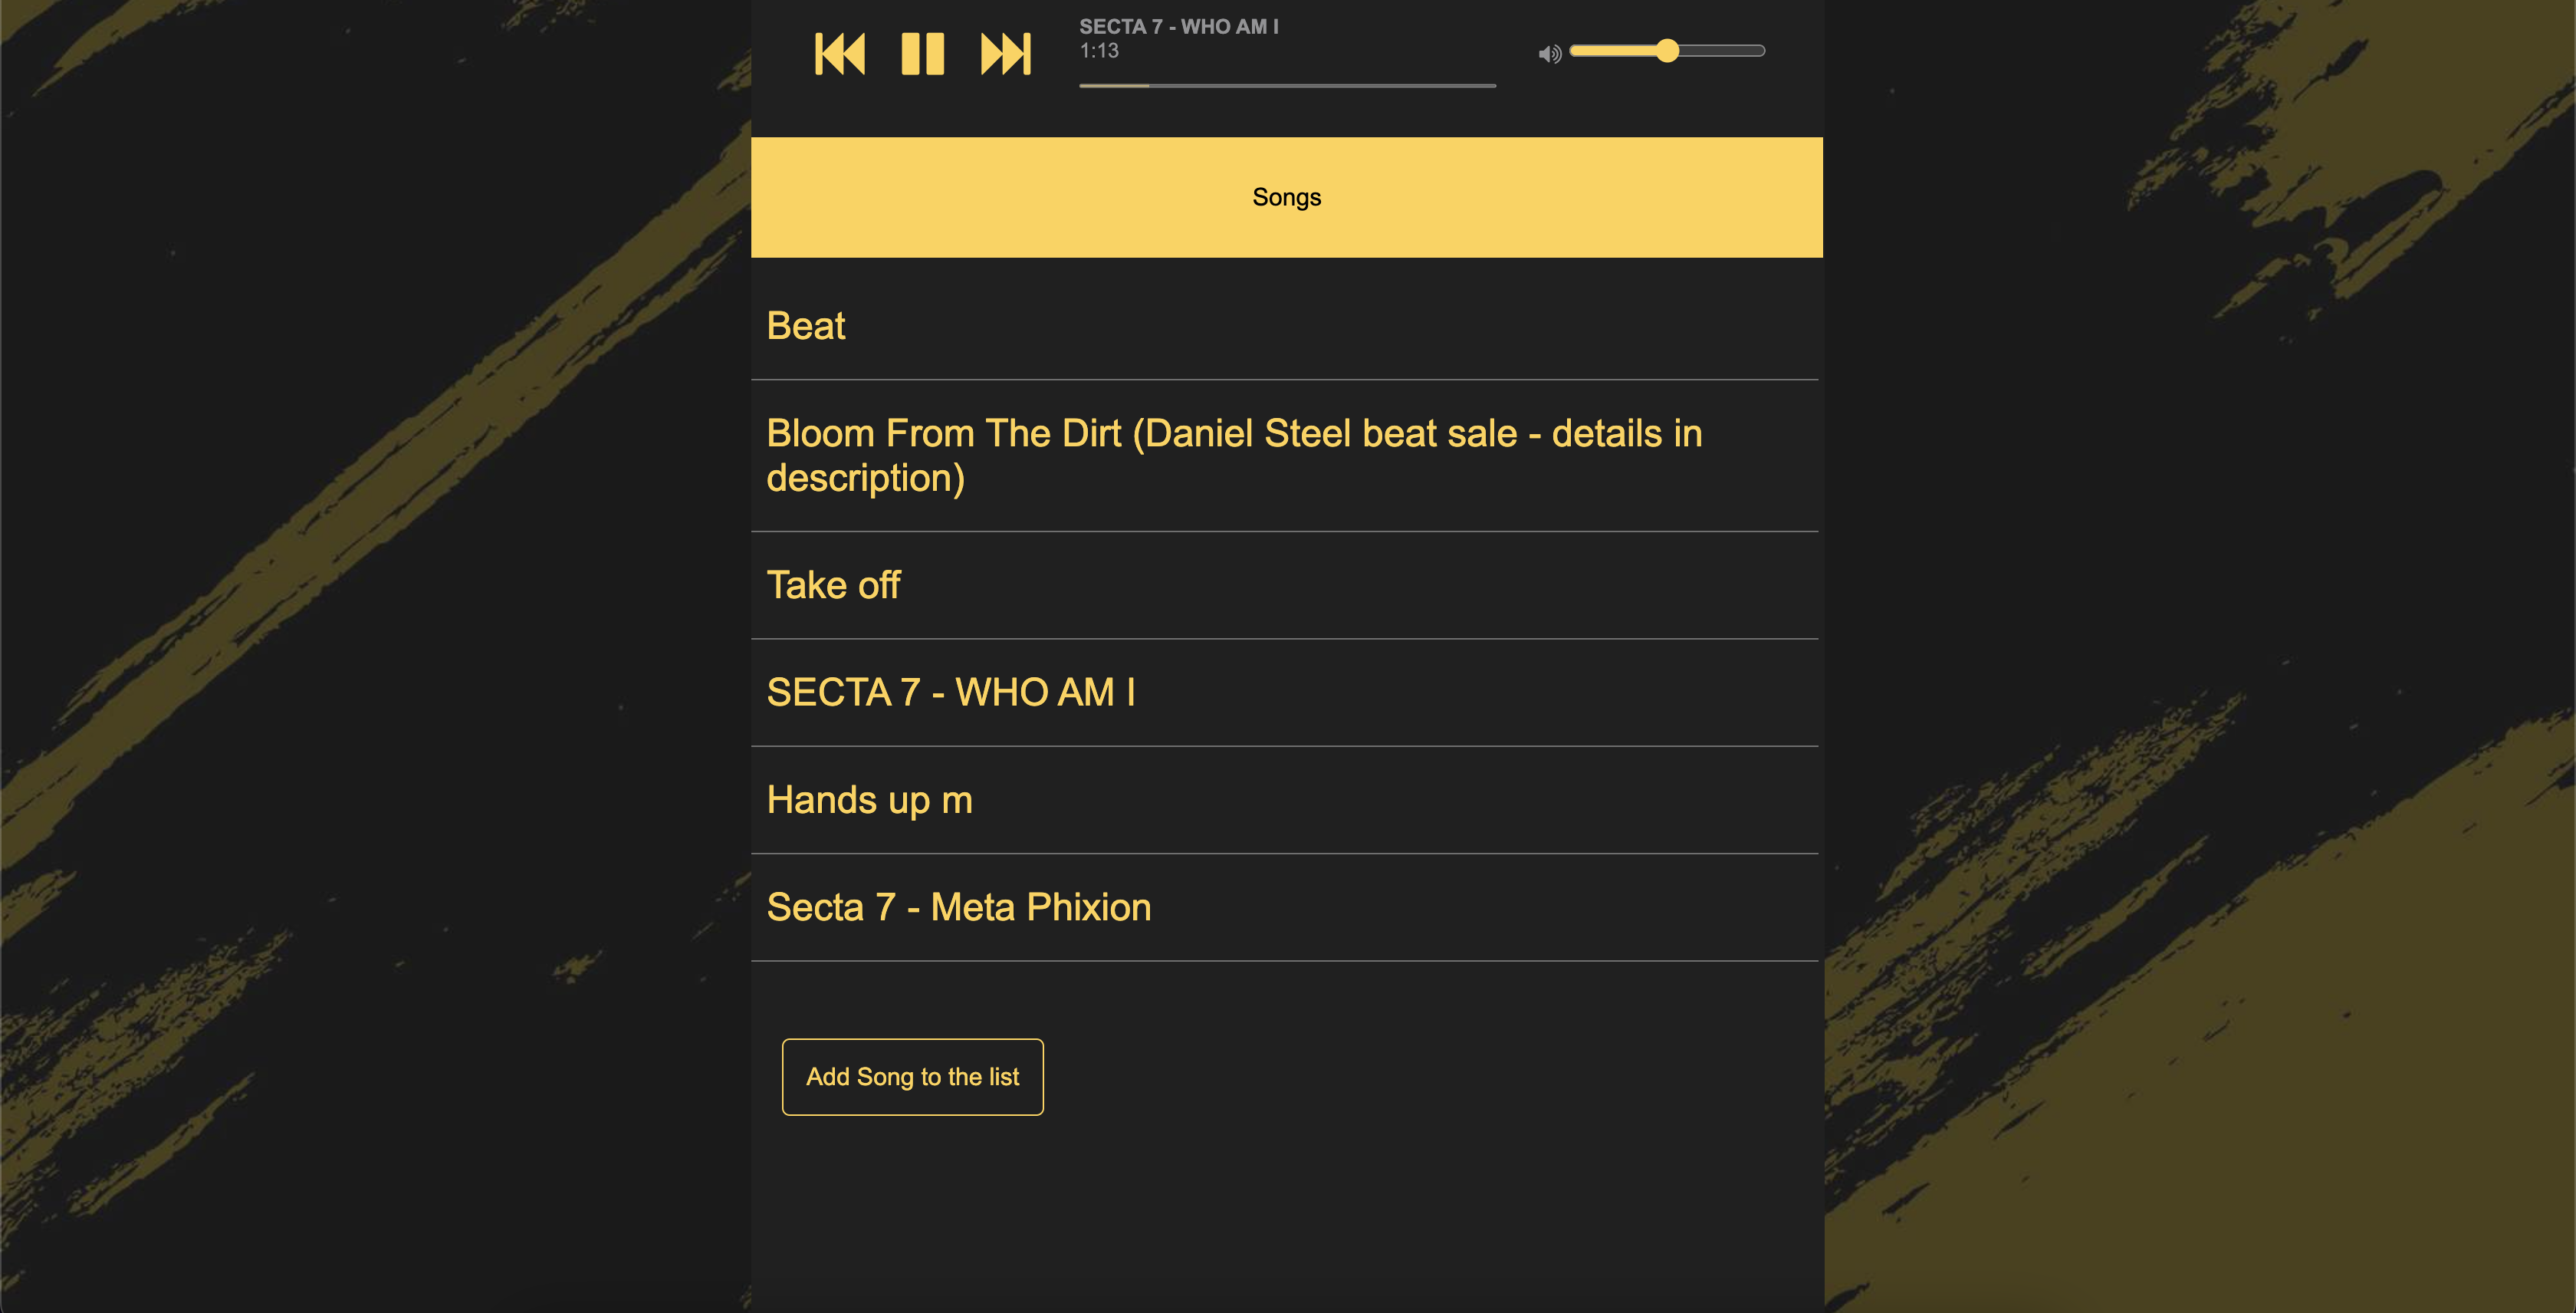 SECTA 7 - WHO AM I
1:13
Songs
Beat
Bloom From The Dirt (Daniel Steel beat sale - details in
description)
Take off
SECTA 7 - WHO AM I
Hands up m
Secta 7 - Meta Phixion
Add Song to the list